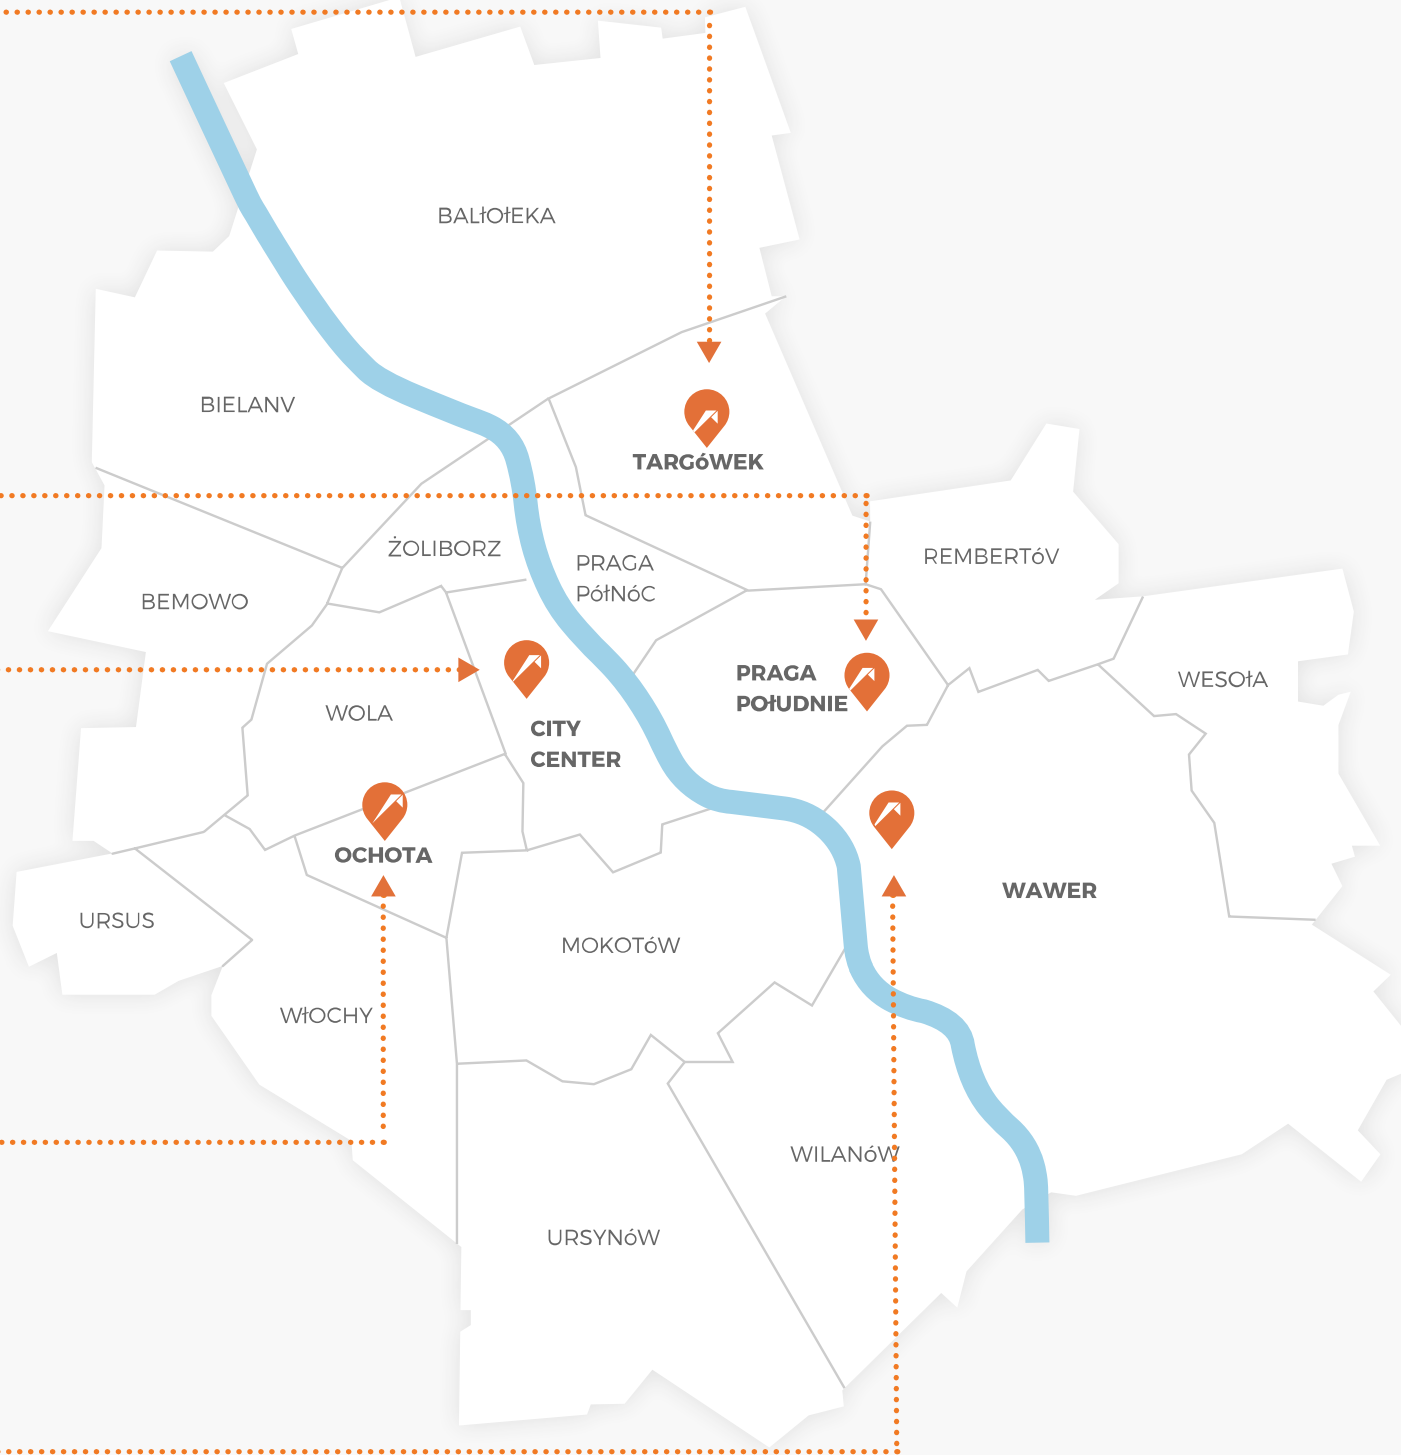 BALłOłEKA
BIELANV
TARGóWEK
ŻOLIBORZ
PRAGA
PÓłNóC
REMBERTóV
BEMOWO
WESOłA
PRAGA
POłUDNIE
WOLA
CITY
CENTER
OCHOTA
WAWER
URSUS
MOKOTóW
WłOCHY
WILANóW
URSYNóW